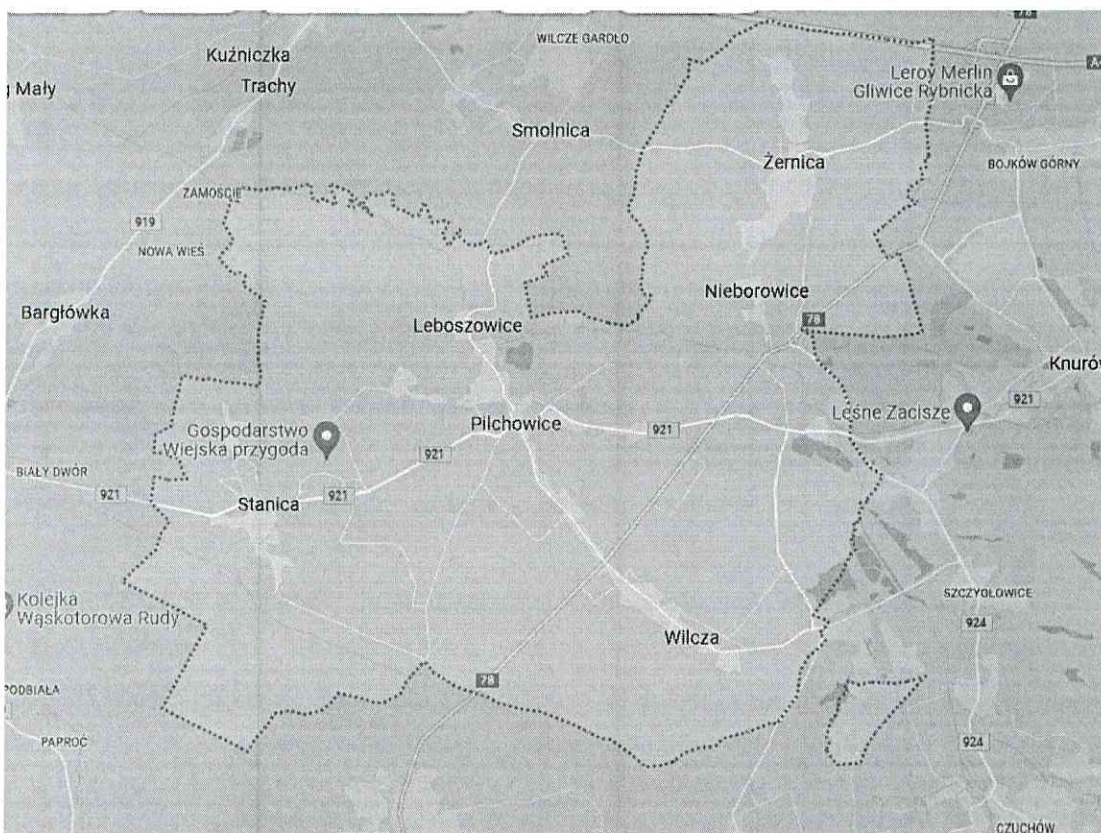 78
WILCZE GARDŁO
Kuźniczka
Trachy
Leroy Merlin
Gliwice Rybnicka
Mały
Smolnica
Żernica
BOJKÓW GÓRNY
ZAMOŚCIE
919
NOWA WIEŚ
Nieborowice
Bargłówka
Leboszowice
78
Knurów
Leśne Zacisze
921
Gospodarstwo
Wiejska przygoda
Pilchowice
921
921
BIAŁY DWÓR
921
Stanica
921
SZCZYGŁOWICE
Kolejka
Wąskotorowa Rudy
924
Wilcza
78
PODBIAŁA
PAPROĆ
924
CZUCHÓW